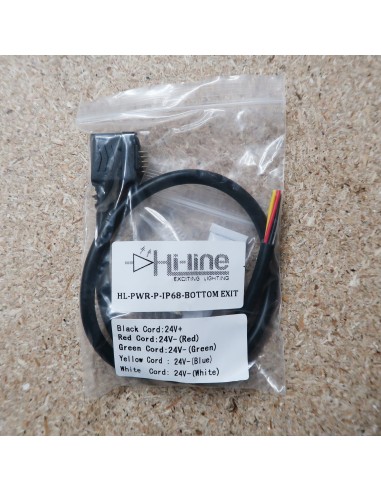 Hi-line
EXCITING LIGHTING
HL-PWR-P-IP68-BOTTOM EXIT
Black Cord:24V+
Red Cord:24V-(Red)
Green Cord:24V-(Green)
Yellow Cord : 24V-(Blue)
White Cord: 24V-(White)